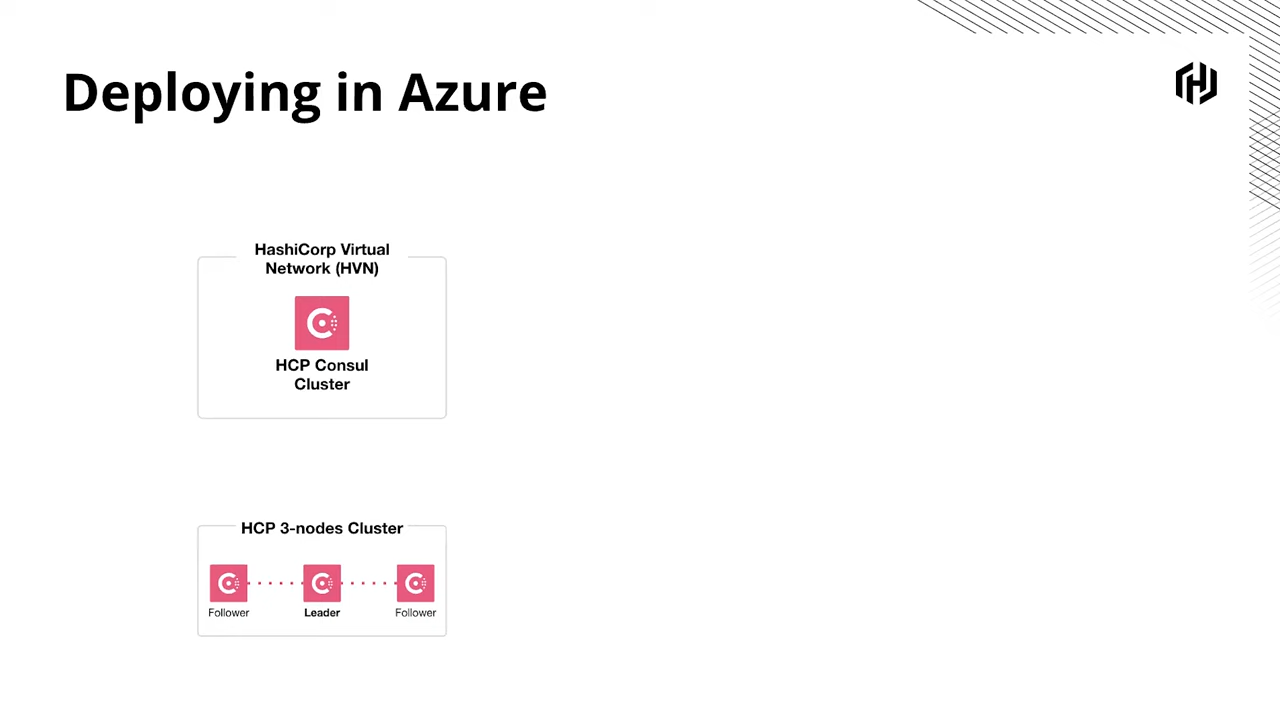 Deploying in Azure
HashiCorp Virtual
Network (HVN)
HCP Consul
Cluster
HCP 3-nodes Cluster
Follower
Leader
Follower